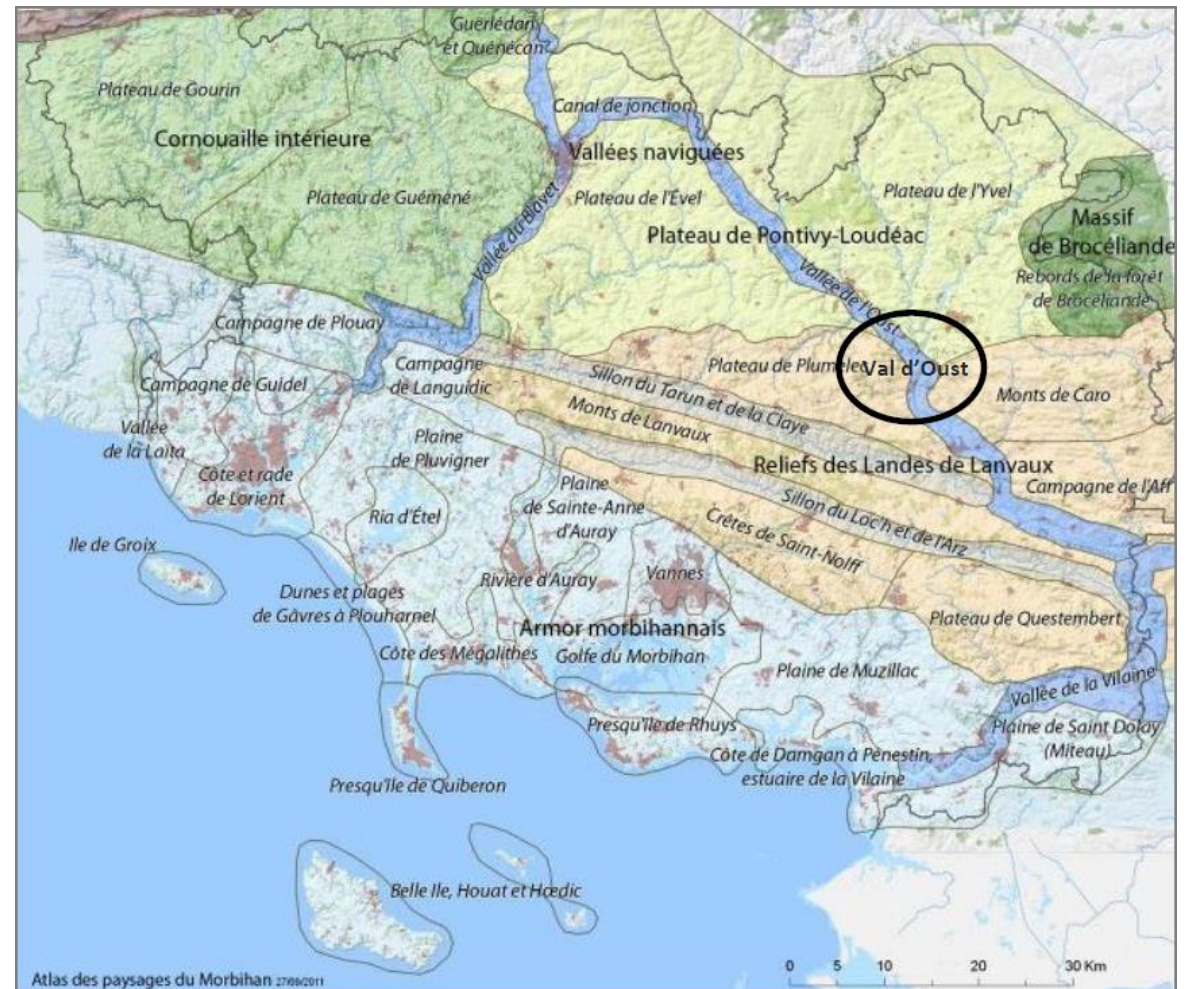 Guerlédan
et Quénécan
Plateau de Gourin
Canal de jonction
Cornouaille intérieure
Vallées naviguées
Plateau de Guémené
Vallée du Blavet
Plateau de l'Ével
Plateau de l'Yvel
Massif
de Brocéliande
Plateau de Pontivy-Loudéac
Rebords de la forêt
de Brocéliande
Vallée de l'Oust
Campagne de Plouay
Campagne
de Languidic
Plateau de Plumelec
Val d'Oust
Sillon du Tarun et de la Claye
Monts de Caro
Campagne de Guidel
Monts de Lanvaux
Vallée
de la Laïta
Plaine
de Pluvigner
Reliefs des Landes de Lanvaux
Côte et rade
de Lorient
Plaine
de Sainte-Anne
d'Auray
Campagne de l'Aff
Sillon du Loc'h et de l'Arz
Ria d'Étel
Crêtes de Saint-Nolff
Ile de Groix
Rivière d'Auray
Vannes
Dunes et plages
de Gâvres à Plouharnel
Plateau de Questembert
Armor morbihannais
Côte des Mégalithes
Golfe du Morbihan
Plaine de Muzillac
Vallée de la Vilaine
Presqu'île de Rhuys
Plaine de Saint Dolay
(Miteau)
Côte de Damgan à Pénestin,
estuaire de la Vilaine
Presqu'île de Quiberon
Belle Ile, Houat et Hœdic
Atlas des paysages du Morbihan 27/09/2011
0 5 10 20 30 Km